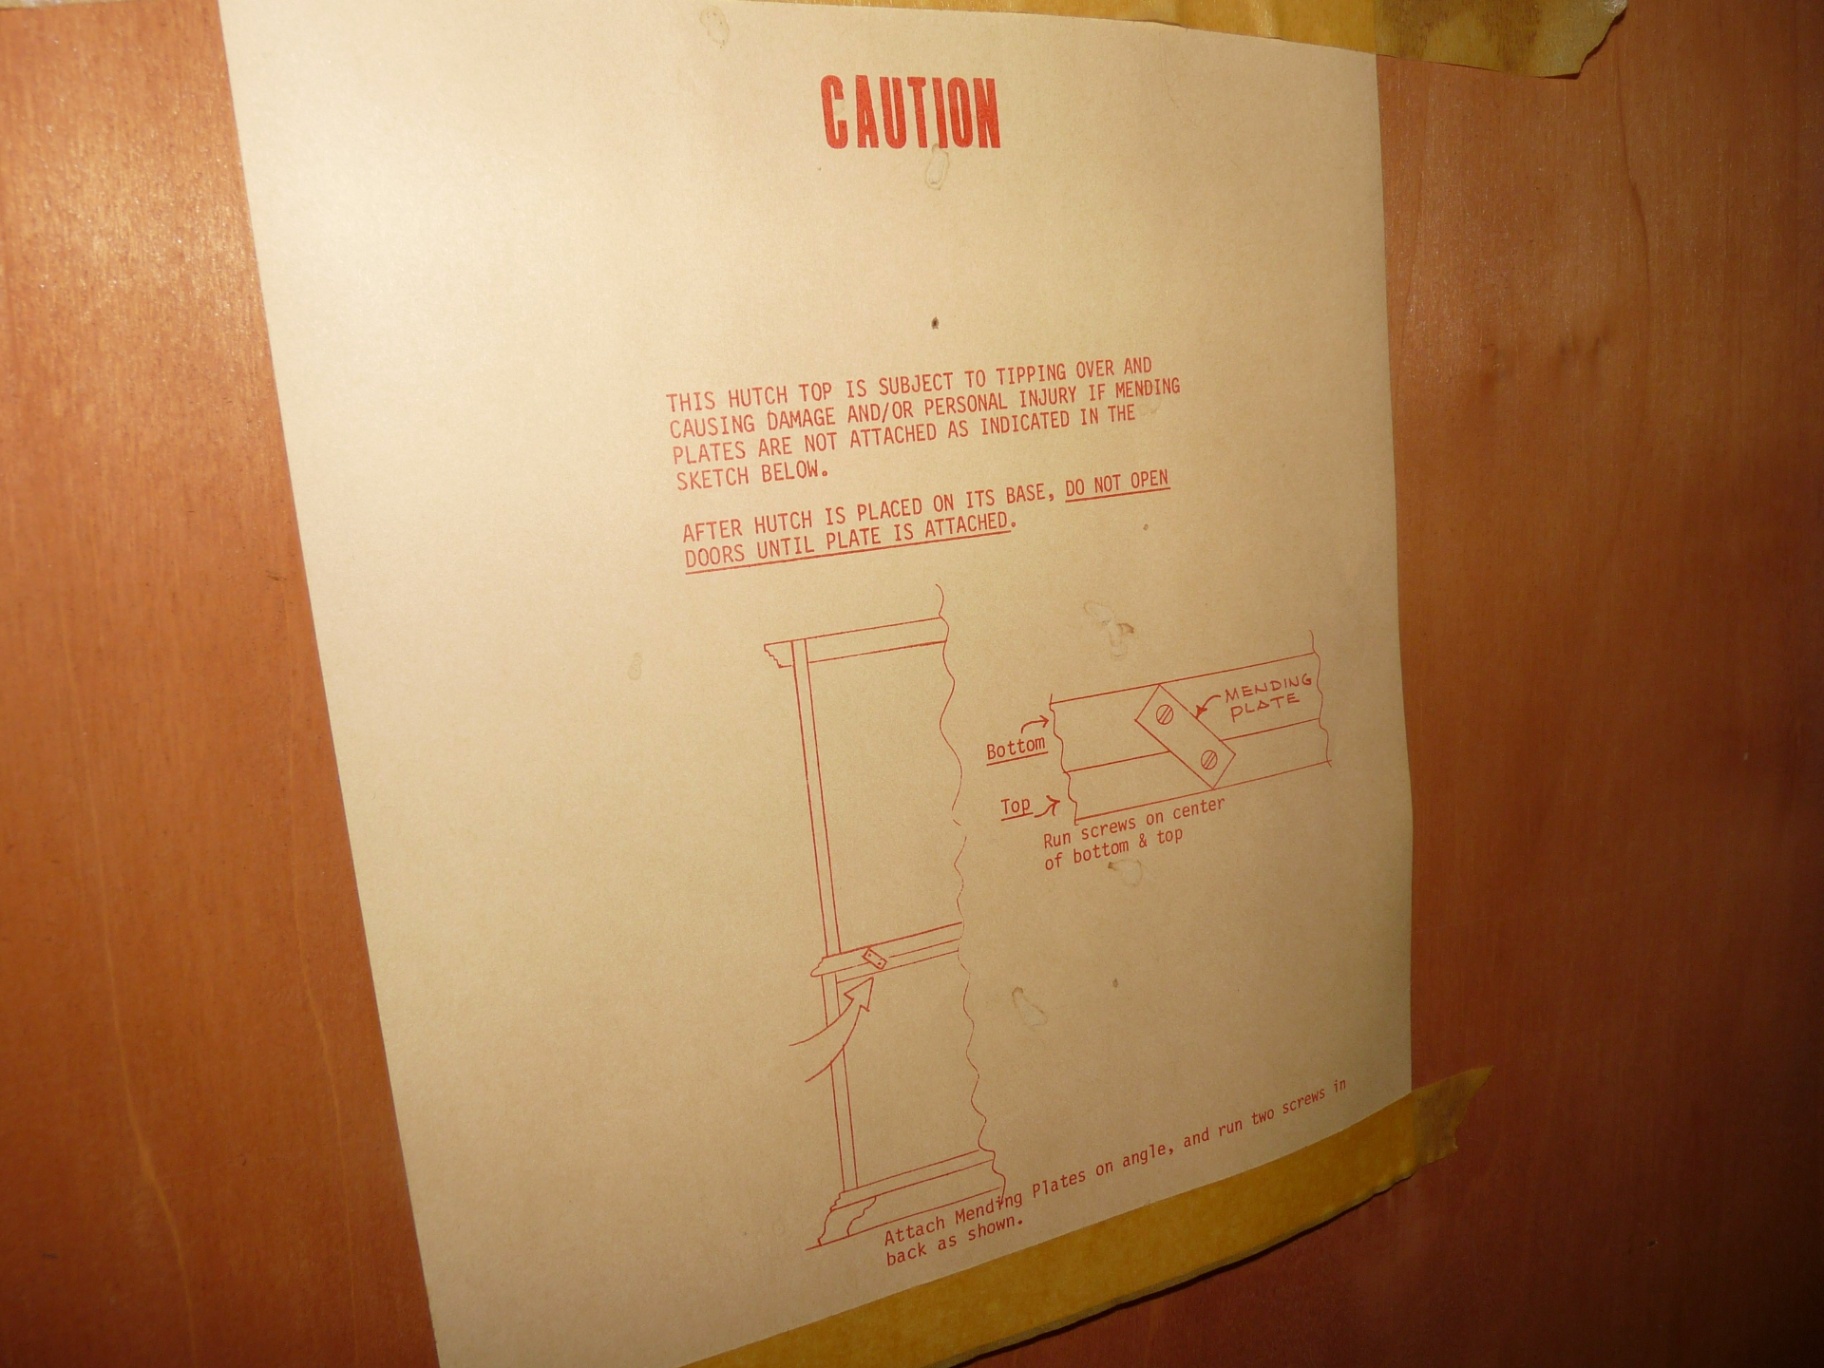 CAUTION
THIS HUTCH TOP IS SUBJECT TO TIPPING OVER AND
CAUSING DAMAGE AND/OR PERSONAL INJURY IF MENDING
PLATES ARE NOT ATTACHED AS INDICATED IN THE
SKETCH BELOW.
AFTER HUTCH IS PLACED ON ITS BASE, DO NOT OPEN
DOORS UNTIL PLATE IS ATTACHED.
MENDING
PLATE
Bottom
Top
Run screws on center
of bottom & top
Attach Mending Plates on angle, and run two screws in
back as shown.